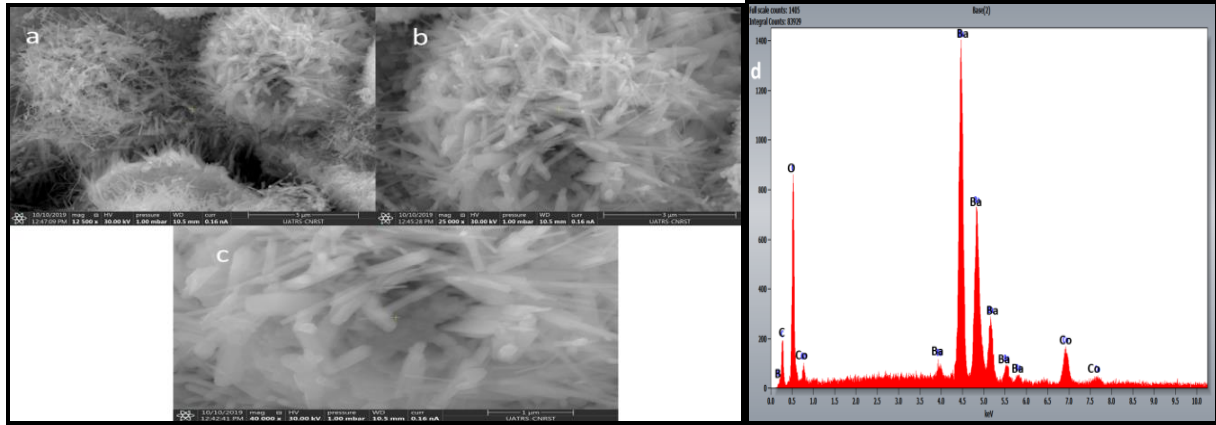 a
10/10/2019 mag HV pressure WD curr 5 µm
12:47:09 PM 12 500 x 30.00 kV 1.00 mbar 10.5 mm 0.16 nA UATRS CNRST
b
10/10/2019 mag HV pressure WD curr 3 µm
12:45:28 PM 25 000 x 30.00 kV 1.00 mbar 10.5 mm 0.16 nA UATRS-CNRST
c
10/10/2019 mag HV pressure WD curr 1 µm
12:42:41 PM 40 000 x 30.00 kV 1.00 mbar 10.5 mm 0.16 nA UATRS-CNRST
Full scale counts: 1405 Base(2)
Integral Counts: 83929
d
1400
1200
1000
800
600
400
200
0
Ba
O
Ba
Ba
C
Co
B
Ba
Ba
Ba
Co
Co
0.0 0.5 1.0 1.5 2.0 2.5 3.0 3.5 4.0 4.5 5.0 5.5 6.0 6.5 7.0 7.5 8.0 8.5 9.0 9.5 10.0
keV